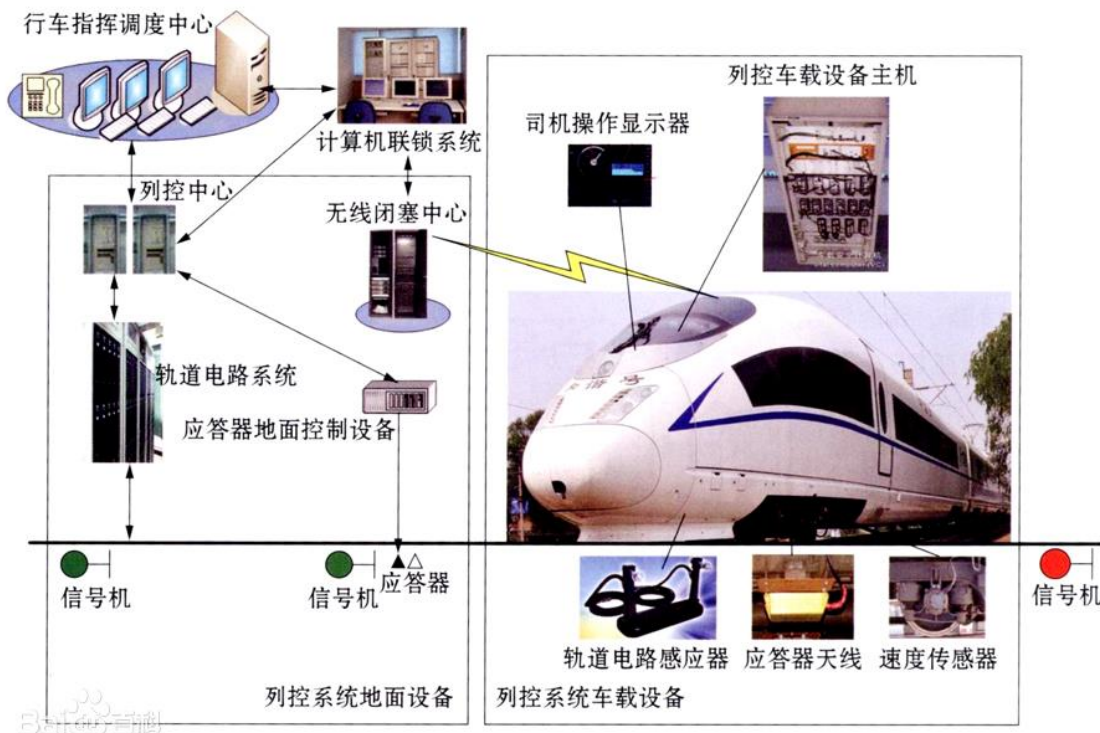 行车指挥调度中心
计算机联锁系统
列控车载设备主机
司机操作显示器
列控中心
无线闭塞中心
轨道电路系统
应答器地面控制设备
信号机
信号机
应答器
信号机
轨道电路感应器
应答器天线
速度传感器
列控系统地面设备
列控系统车载设备
Bai 百科